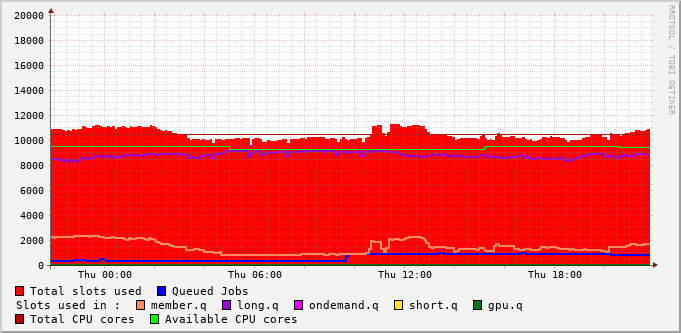 RRDTOOL / TOBI OETIKER
20000
18000
16000
14000
12000
10000
8000
6000
4000
2000
0
Thu 00:00 Thu 06:00 Thu 12:00 Thu 18:00
Total slots used Queued Jobs
Slots used in : member.q long.q ondemand.q short.q gpu.q
Total CPU cores Available CPU cores